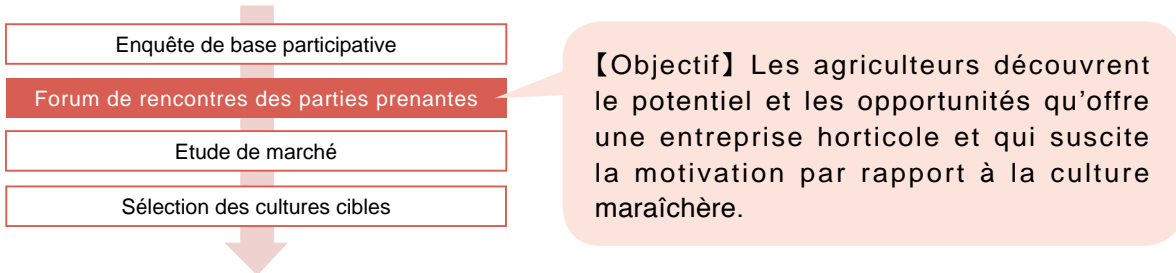 Enquête de base participative
Forum de rencontres des parties prenantes
Etude de marché
Sélection des cultures cibles
【Objectif】Les agriculteurs découvrent
le potentiel et les opportunités qu’offre
une entreprise horticole et qui suscite
la motivation par rapport à la culture
maraîchère.